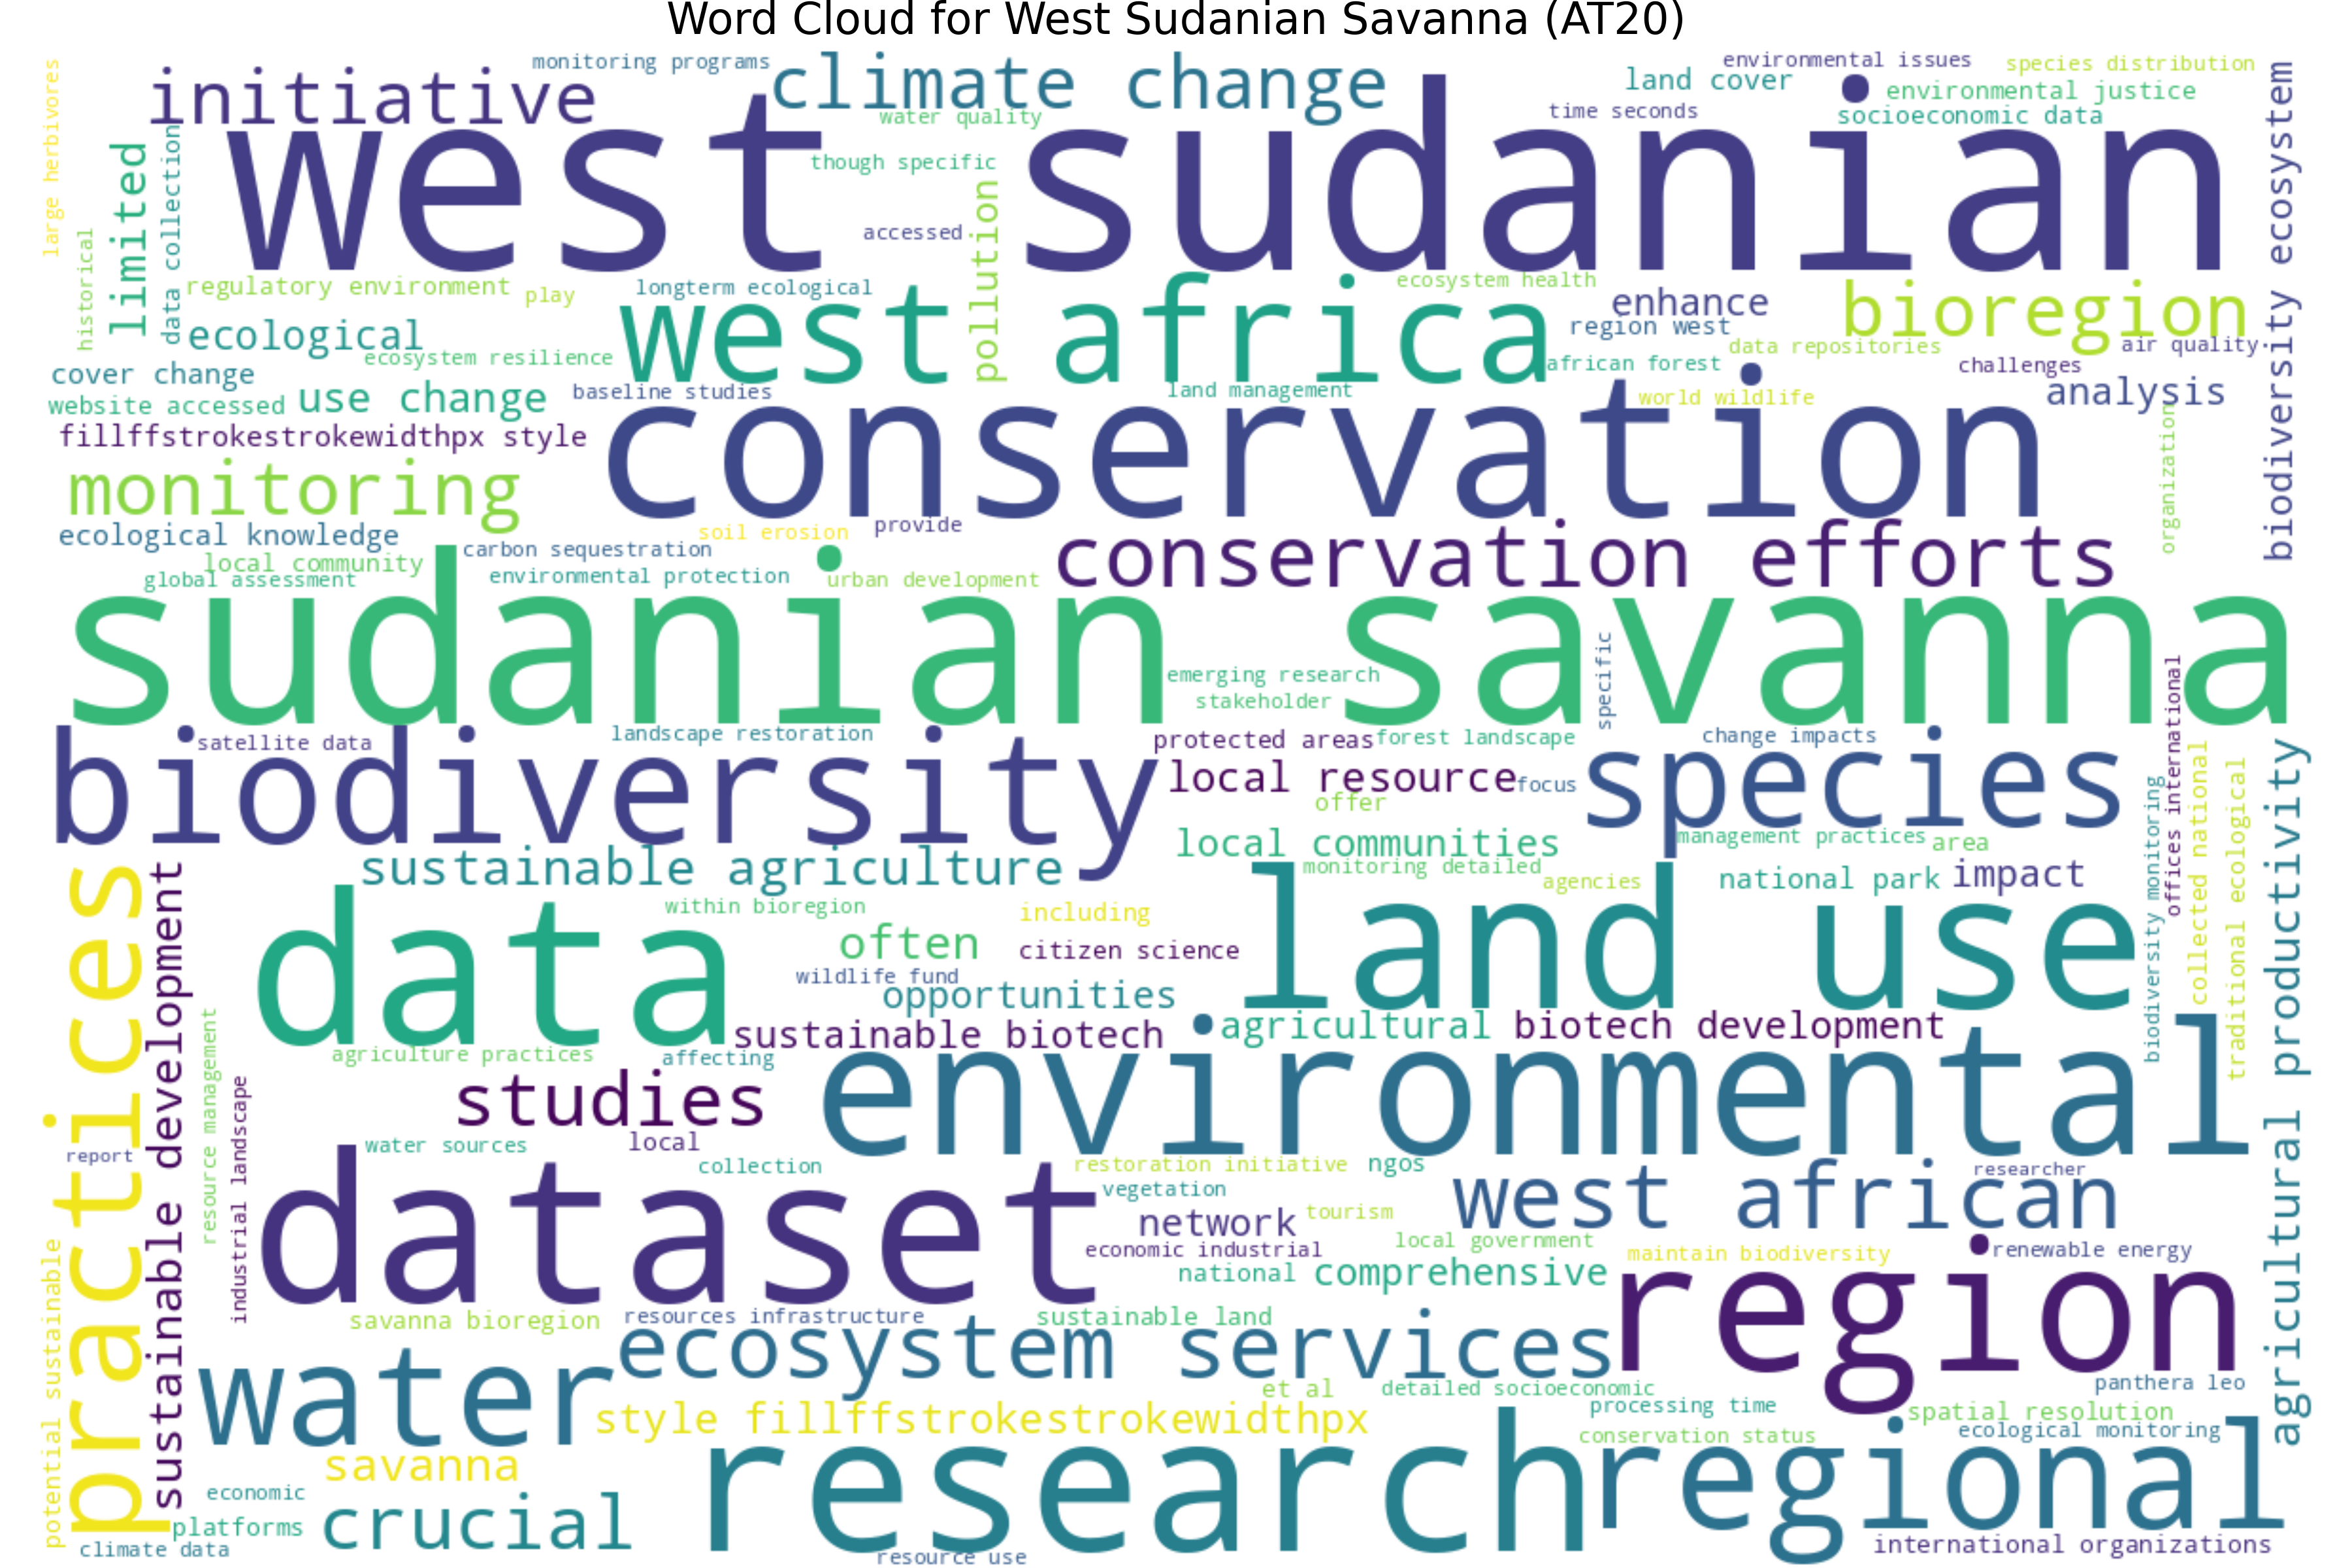 Word Cloud for West Sudanian Savanna (AT20)
large herbivores
initiative
monitoring programs
climate change
environmental issues
species distribution
land cover
environmental justice
time seconds
socioeconomic data
water quality
biodiversity ecosystem
west sudanian
limited
data collection
historical
though specific
pollution
accessed
regulatory environment
play
longterm ecological
ecosystem health
west africa
enhance
bioregion
region west
ecological
ecosystem resilience
african forest
data repositories
air quality
challenges
cover change
website accessed
use change
baseline studies
land management
world wildlife
analysis
fillffstrokestrokewidthpx style
conservation
organization
monitoring
ecological knowledge
soil erosion
provide
local community
carbon sequestration
conservation efforts
global assessment
environmental protection
urban development
sudanian savanna
emerging research
stakeholder
specific
offices international
biodiversity
satellite data
landscape restoration
protected areas
forest landscape
change impacts
species
local resource
focus
offer
collected national
traditional ecological
biodiversity monitoring
agricultural productivity
local communities
management practices
area
sustainable agriculture
monitoring detailed
agencies
national park
impact
practices
sustainable development
data
within bioregion
including
land use
often
citizen science
wildlife fund
opportunities
sustainable biotech
agricultural
biotech development
agriculture practices
affecting
environmental
resource management
industrial landscape
studies
report
water sources
local
collection
restoration initiative
ngos
researcher
dataset
vegetation
west african
network
tourism
economic industrial
local government
maintain biodiversity
renewable energy
national
comprehensive
region
potential sustainable
savanna bioregion
resources infrastructure
sustainable land
ecosystem services
water
et al
detailed socioeconomic
panthera leo
style fillffstrokestrokewidthpx
processing time
spatial resolution
conservation status
ecological monitoring
savanna
research
regional
economic
platforms
crucial
climate data
resource use
international organizations